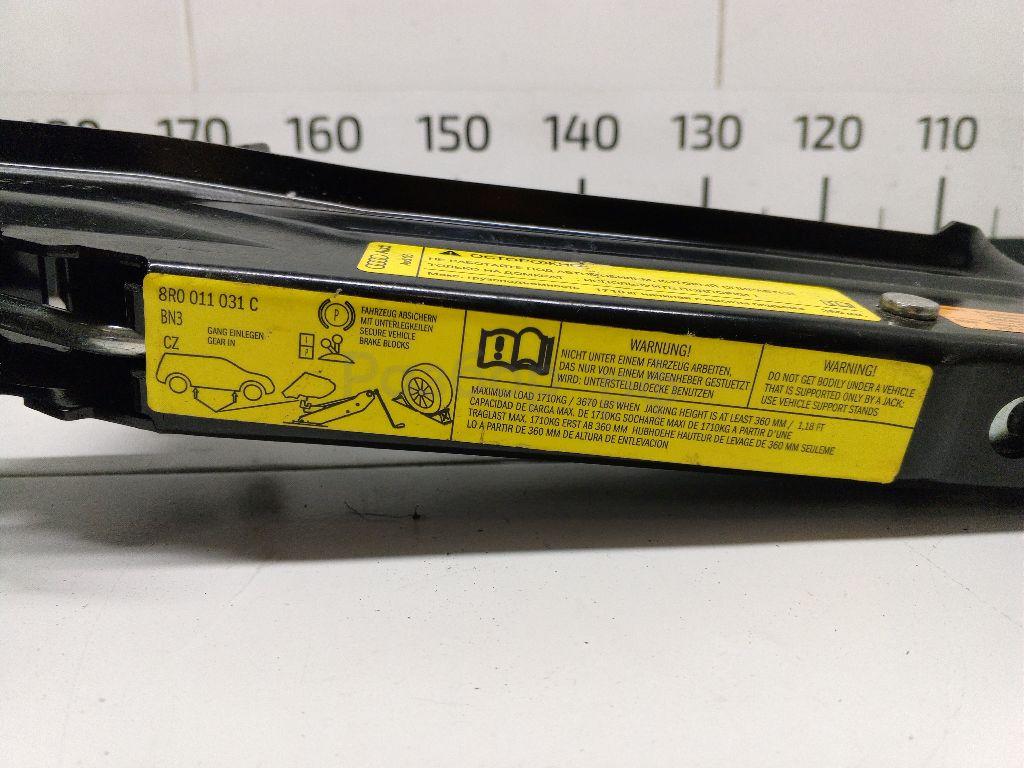 170
160
150
140
130
120
110
ОСТОРОЖНО
8R0 011 031 C
BN3
CZ
GANG EINLEGEN
GEAR IN
P
FAHRZEUG ABSICHERN
MIT UNTERLEGKEILEN
SECURE VEHICLE
BRAKE BLOCKS
WARNUNG!
NICHT UNTER EINEM FAHRZEUG ARBEITEN,
DAS NUR VON EINEM WAGENHEBER GESTUETZT
WIRD: UNTERSTELLBLOECKE BENUTZEN
WARNING!
DO NOT GET BODILY UNDER A VEHICLE
THAT IS SUPPORTED ONLY BY A JACK:
USE VEHICLE SUPPORT STANDS
MAXIMUM LOAD 1710KG / 3670 LBS WHEN JACKING HEIGHT IS AT LEAST 360 MM / 1,18 FT
CAPACIDAD DE CARGA MAX. DE 1710KG SOCHARGE MAXI DE 1710KG A PARTIR D'UNE
TRAGLAST MAX. 1710KG ERST AB 360 MM HUBHOEHE HAUTEUR DE LEVAGE DE 360 MM SEULEME
LO A PARTIR DE 360 MM DE ALTURA DE ENTLEVACION